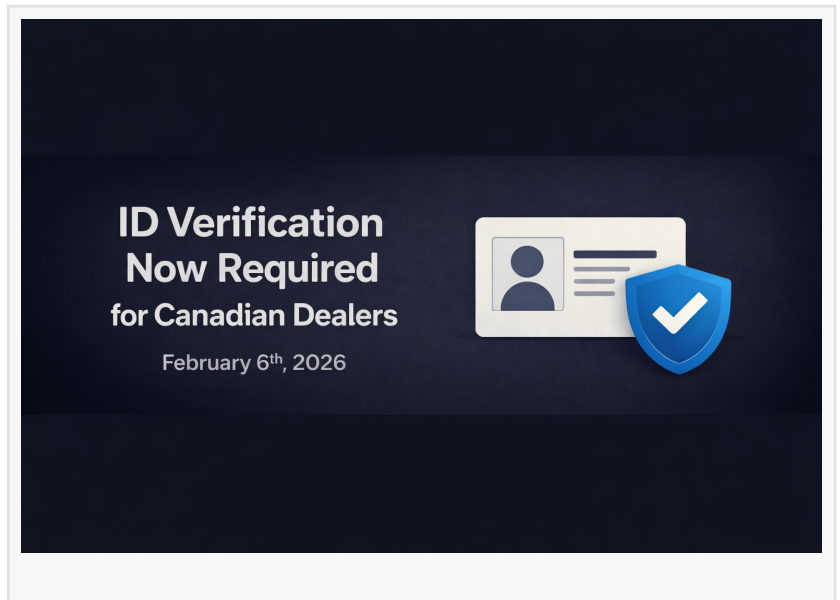 ID Verification
Now Required
for Canadian Dealers
February 6th, 2026